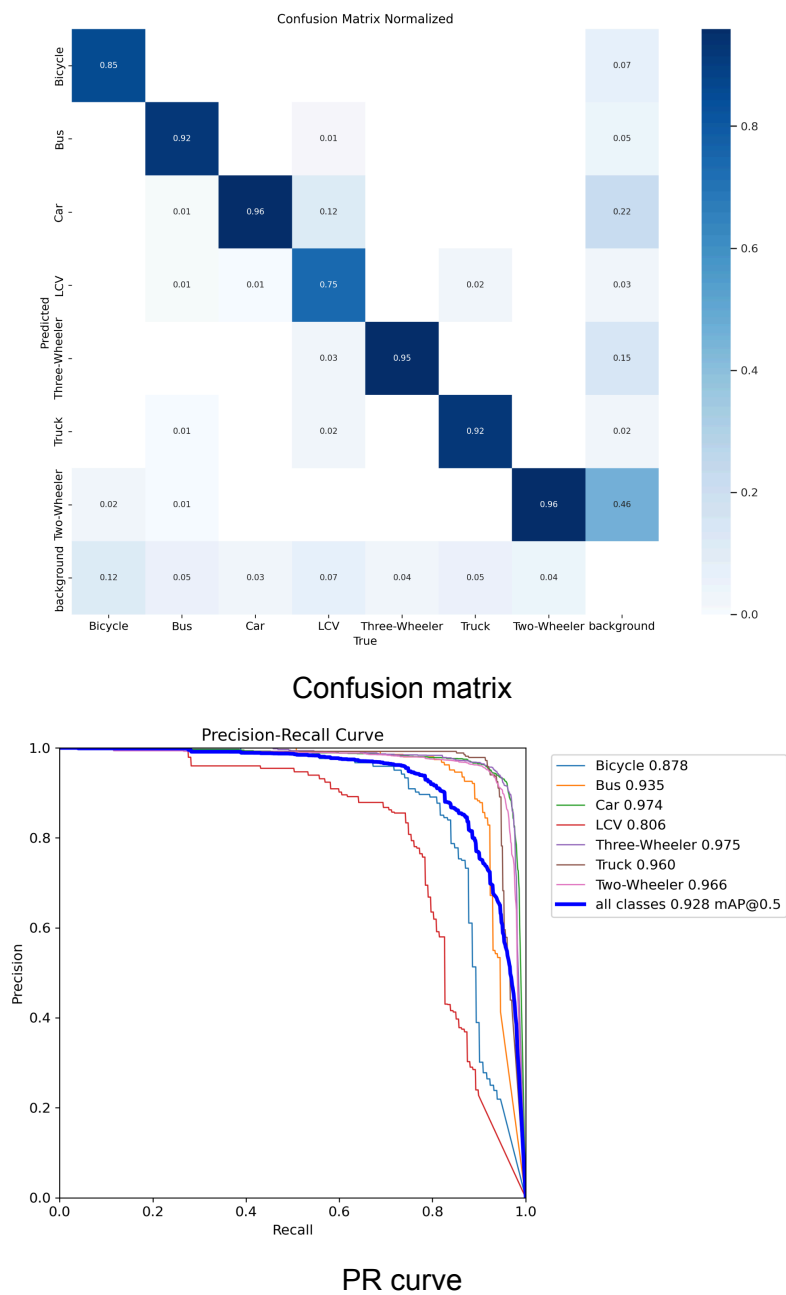 Confusion Matrix Normalized
Predicted
Bicycle 0.85 0.07
Bus 0.92 0.01 0.05
Car 0.01 0.96 0.12 0.22
LCV 0.01 0.01 0.75 0.02 0.03
Three-Wheeler 0.03 0.95 0.15
Truck 0.01 0.02 0.92 0.02
Two-Wheeler 0.02 0.01 0.96 0.46
background 0.12 0.05 0.03 0.07 0.04 0.05 0.04
Bicycle Bus Car LCV Three-Wheeler Truck Two-Wheeler background
True
0.8
0.6
0.4
0.2
0.0
Confusion matrix
Precision-Recall Curve
Precision
1.0
0.8
0.6
0.4
0.2
0.0
0.0 0.2 0.4 0.6 0.8 1.0
Recall
Bicycle 0.878
Bus 0.935
Car 0.974
LCV 0.806
Three-Wheeler 0.975
Truck 0.960
Two-Wheeler 0.966
all classes 0.928 mAP@0.5
PR curve